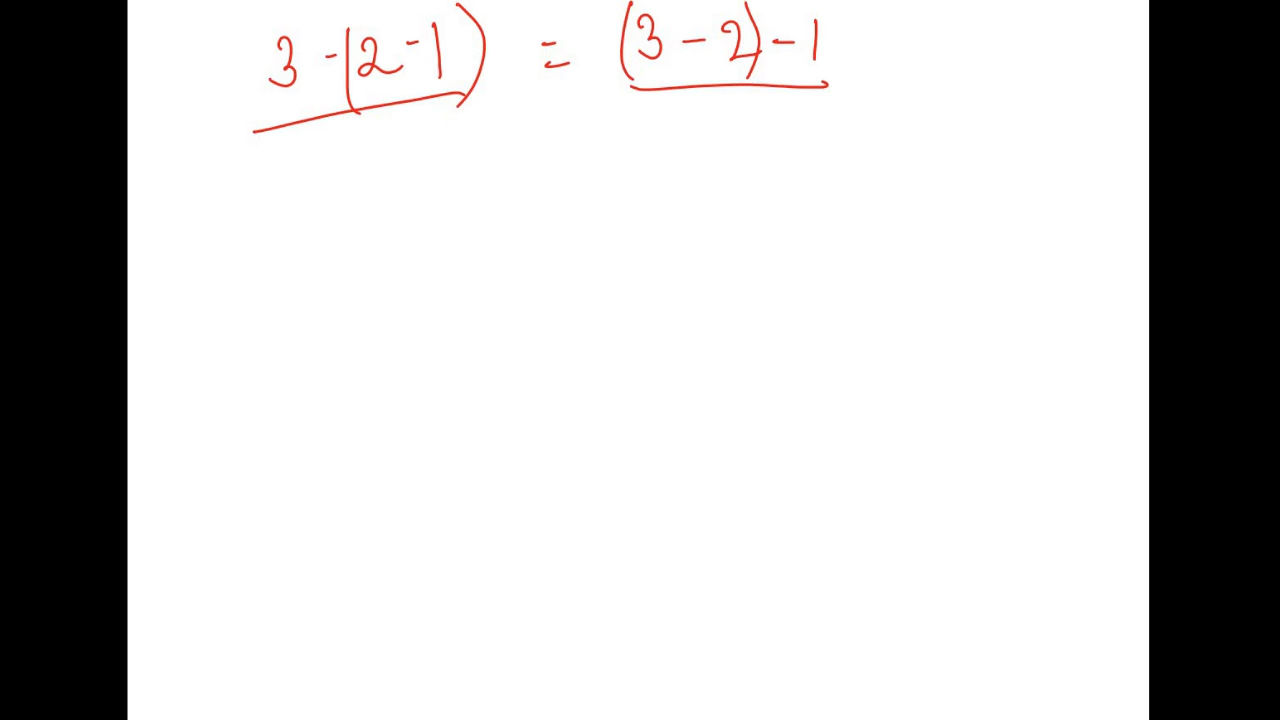 3 - (2 - 1) = (3 - 2) - 1